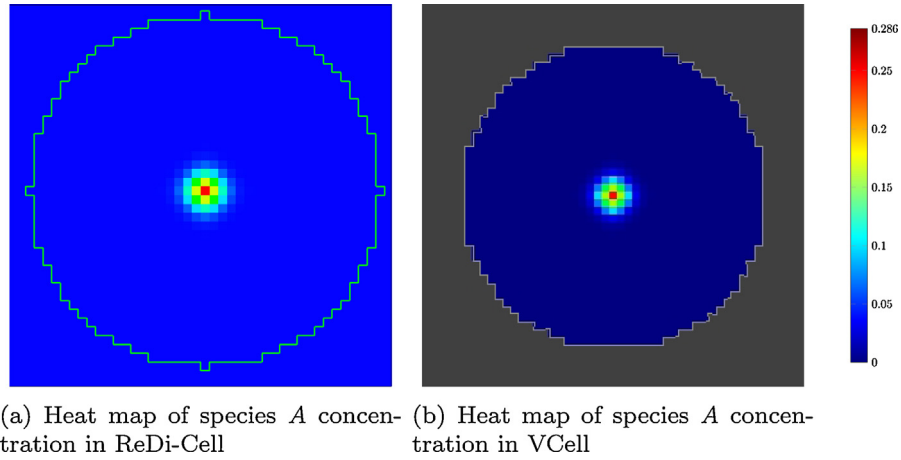 0.286
0.25
0.2
0.15
0.1
0.05
0
(a) Heat map of species A concen-
tration in ReDi-Cell
(b) Heat map of species A concen-
tration in VCell